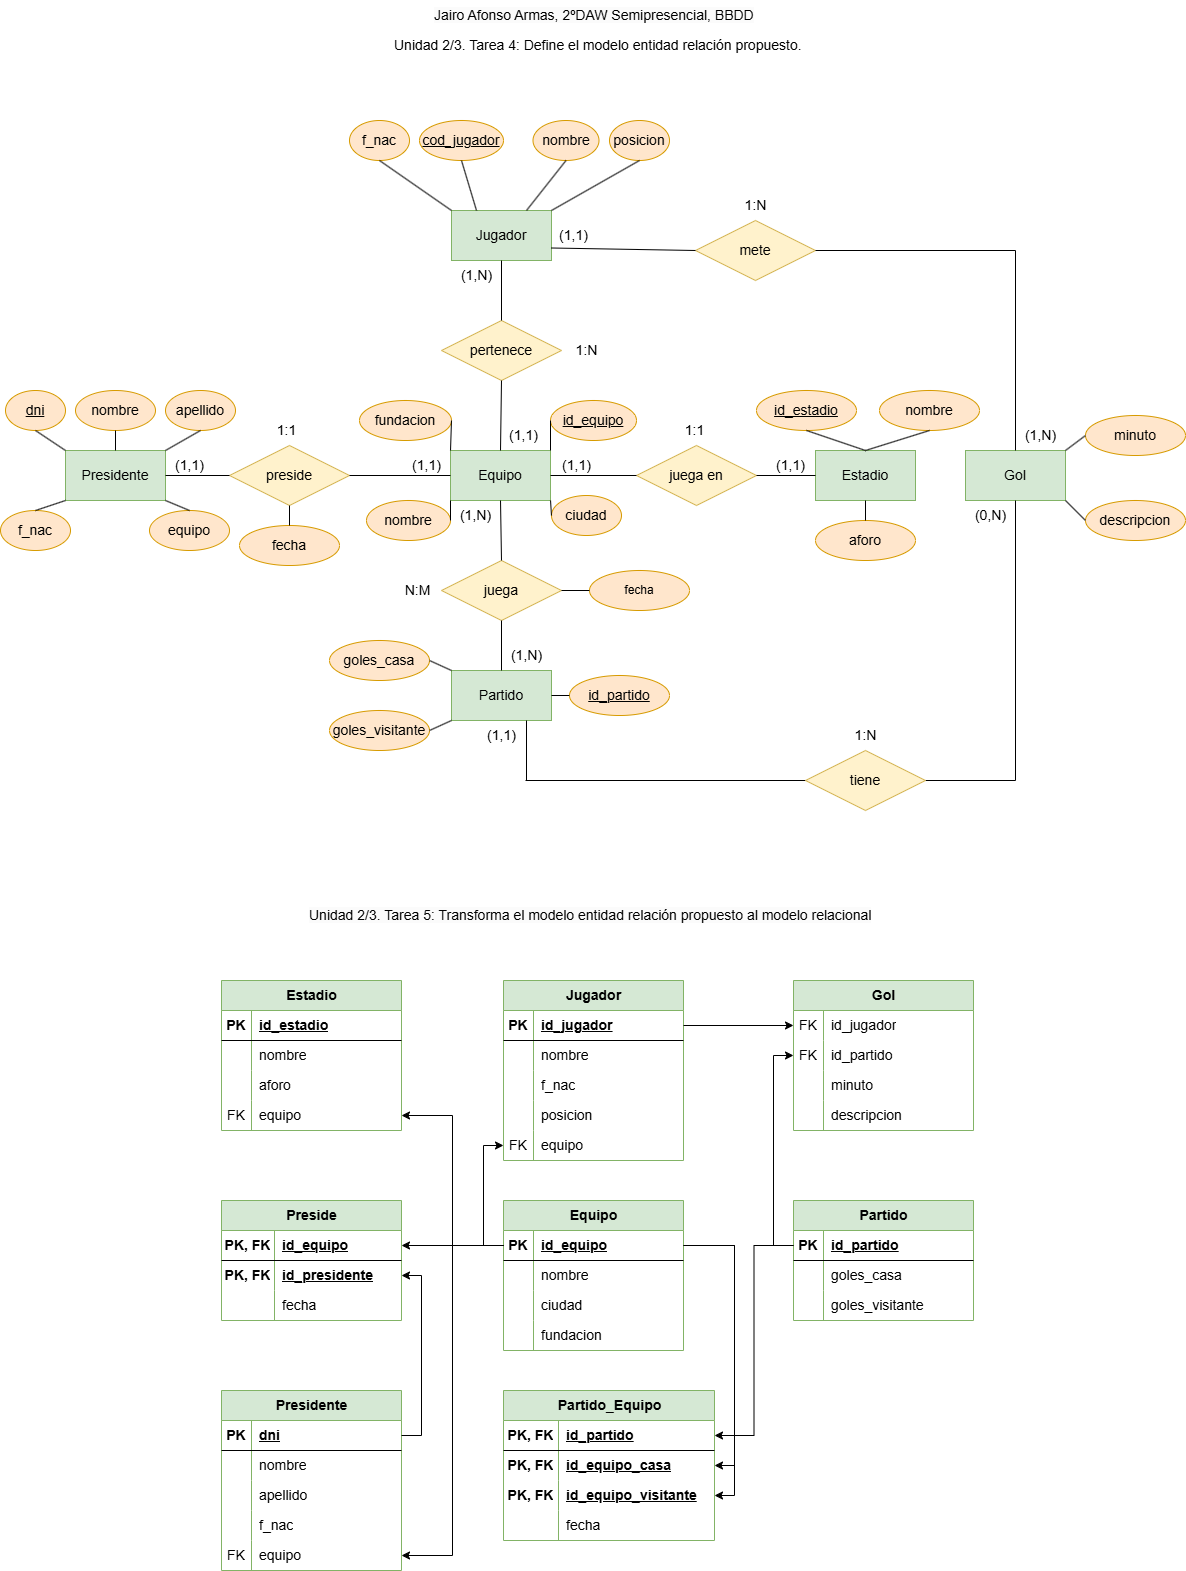 Jairo Afonso Armas, 2ºDAW Semipresencial, BBDD
Unidad 2/3. Tarea 4: Define el modelo entidad relación propuesto.
f_nac
cod_jugador
nombre
posicion
1:N
Jugador
(1,1)
mete
(1,N)
pertenece
1:N
dni
nombre
apellido
1:1
fundacion
(1,1)
id_equipo
1:1
id_estadio
nombre
(1,N)
minuto
Presidente
(1,1)
preside
(1,1)
Equipo
(1,1)
juega en
(1,1)
Estadio
Gol
f_nac
equipo
fecha
nombre
(1,N)
ciudad
aforo
(0,N)
descripcion
N:M
juega
fecha
goles_casa
(1,N)
Partido
id_partido
goles_visitante
(1,1)
1:N
tiene
Unidad 2/3. Tarea 5: Transforma el modelo entidad relación propuesto al modelo relacional
Estadio
PK id_estadio
nombre
aforo
FK equipo
Jugador
PK id_jugador
nombre
f_nac
posicion
FK equipo
Gol
FK id_jugador
FK id_partido
minuto
descripcion
Preside
PK, FK id_equipo
PK, FK id_presidente
fecha
Equipo
PK id_equipo
nombre
ciudad
fundacion
Partido
PK id_partido
goles_casa
goles_visitante
Presidente
PK dni
nombre
apellido
f_nac
FK equipo
Partido_Equipo
PK, FK id_partido
PK, FK id_equipo_casa
PK, FK id_equipo_visitante
fecha